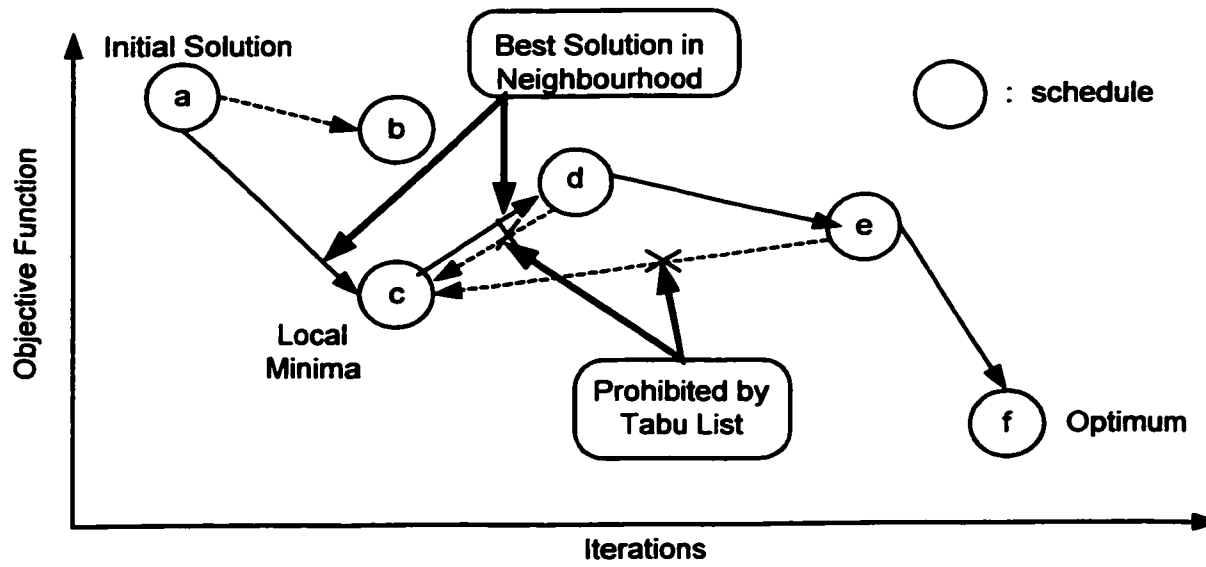 Initial Solution
Best Solution in
Neighbourhood
: schedule
a
b
d
e
c
Local
Minima
Prohibited by
Tabu List
f
Optimum
Objective Function
Iterations